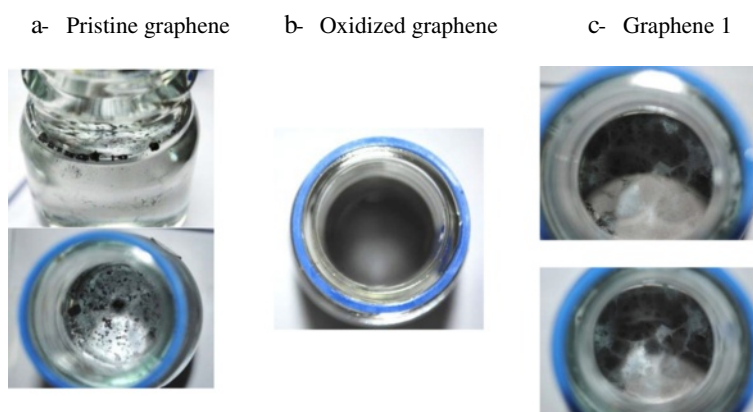 a- Pristine graphene
b- Oxidized graphene
c- Graphene 1